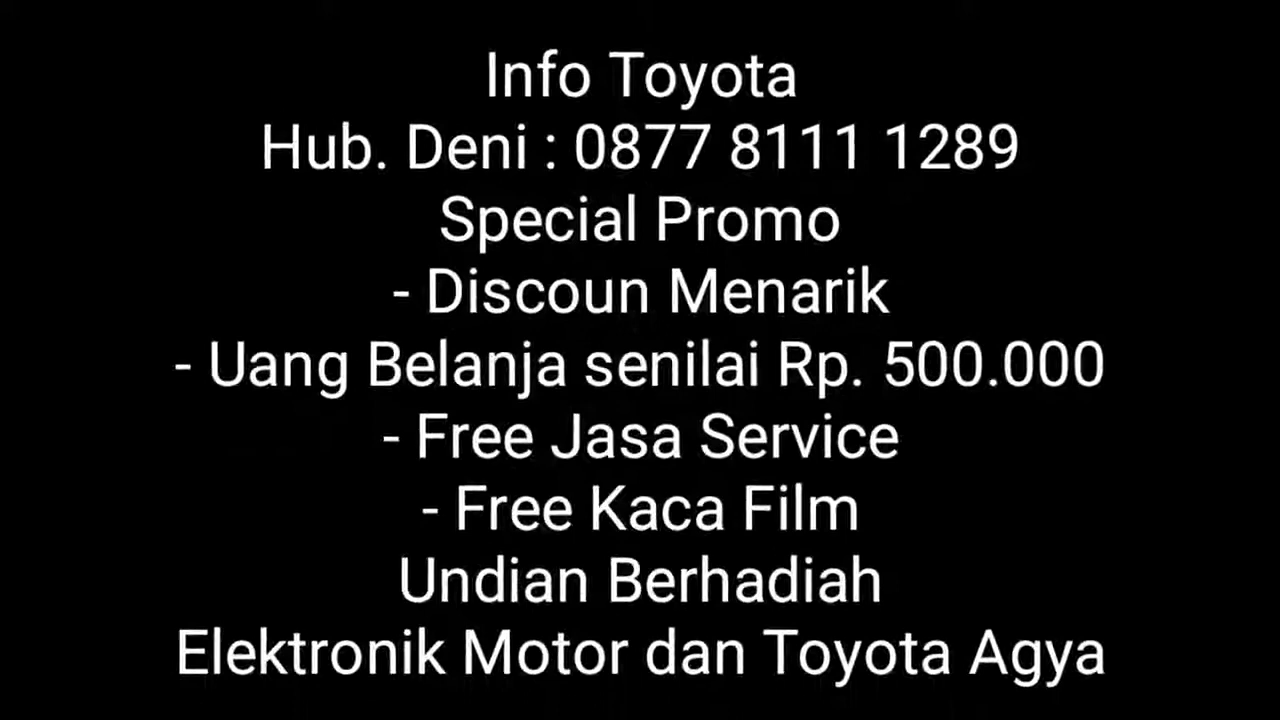 Info Toyota
Hub. Deni : 0877 8111 1289
Special Promo
- Discoun Menarik
- Uang Belanja senilai Rp. 500.000
- Free Jasa Service
- Free Kaca Film
Undian Berhadiah
Elektronik Motor dan Toyota Agya